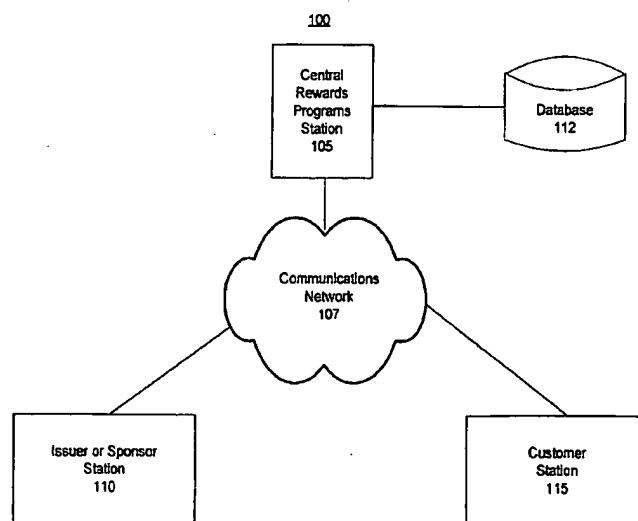 100
Central
Rewards
Programs
Station
105
Database
112
Communications
Network
107
Issuer or Sponsor
Station
110
Customer
Station
115